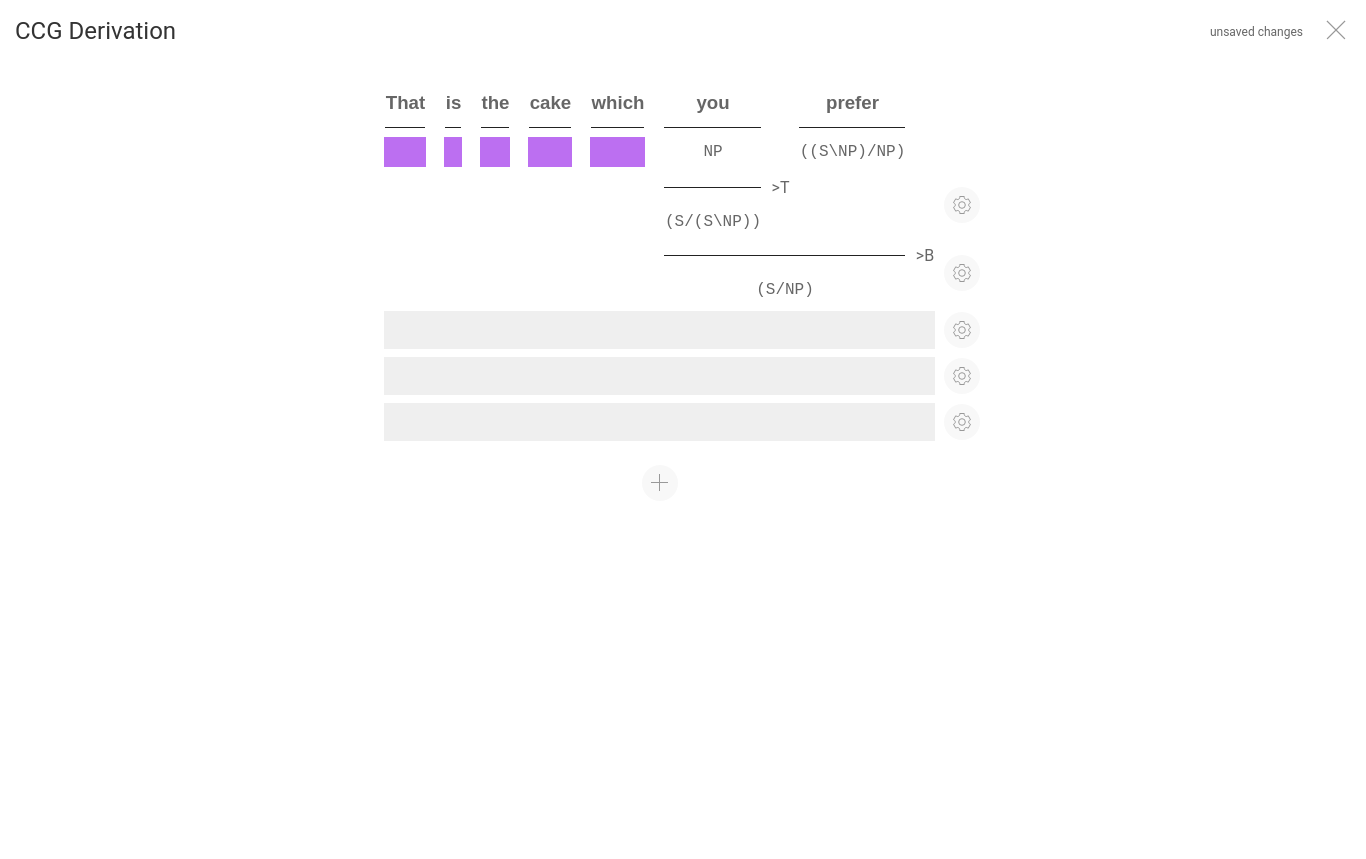 CCG Derivation
unsaved changes
That is the cake which you prefer
NP ((S\NP)/NP)
>T
(S/(S\NP))
>B
(S/NP)